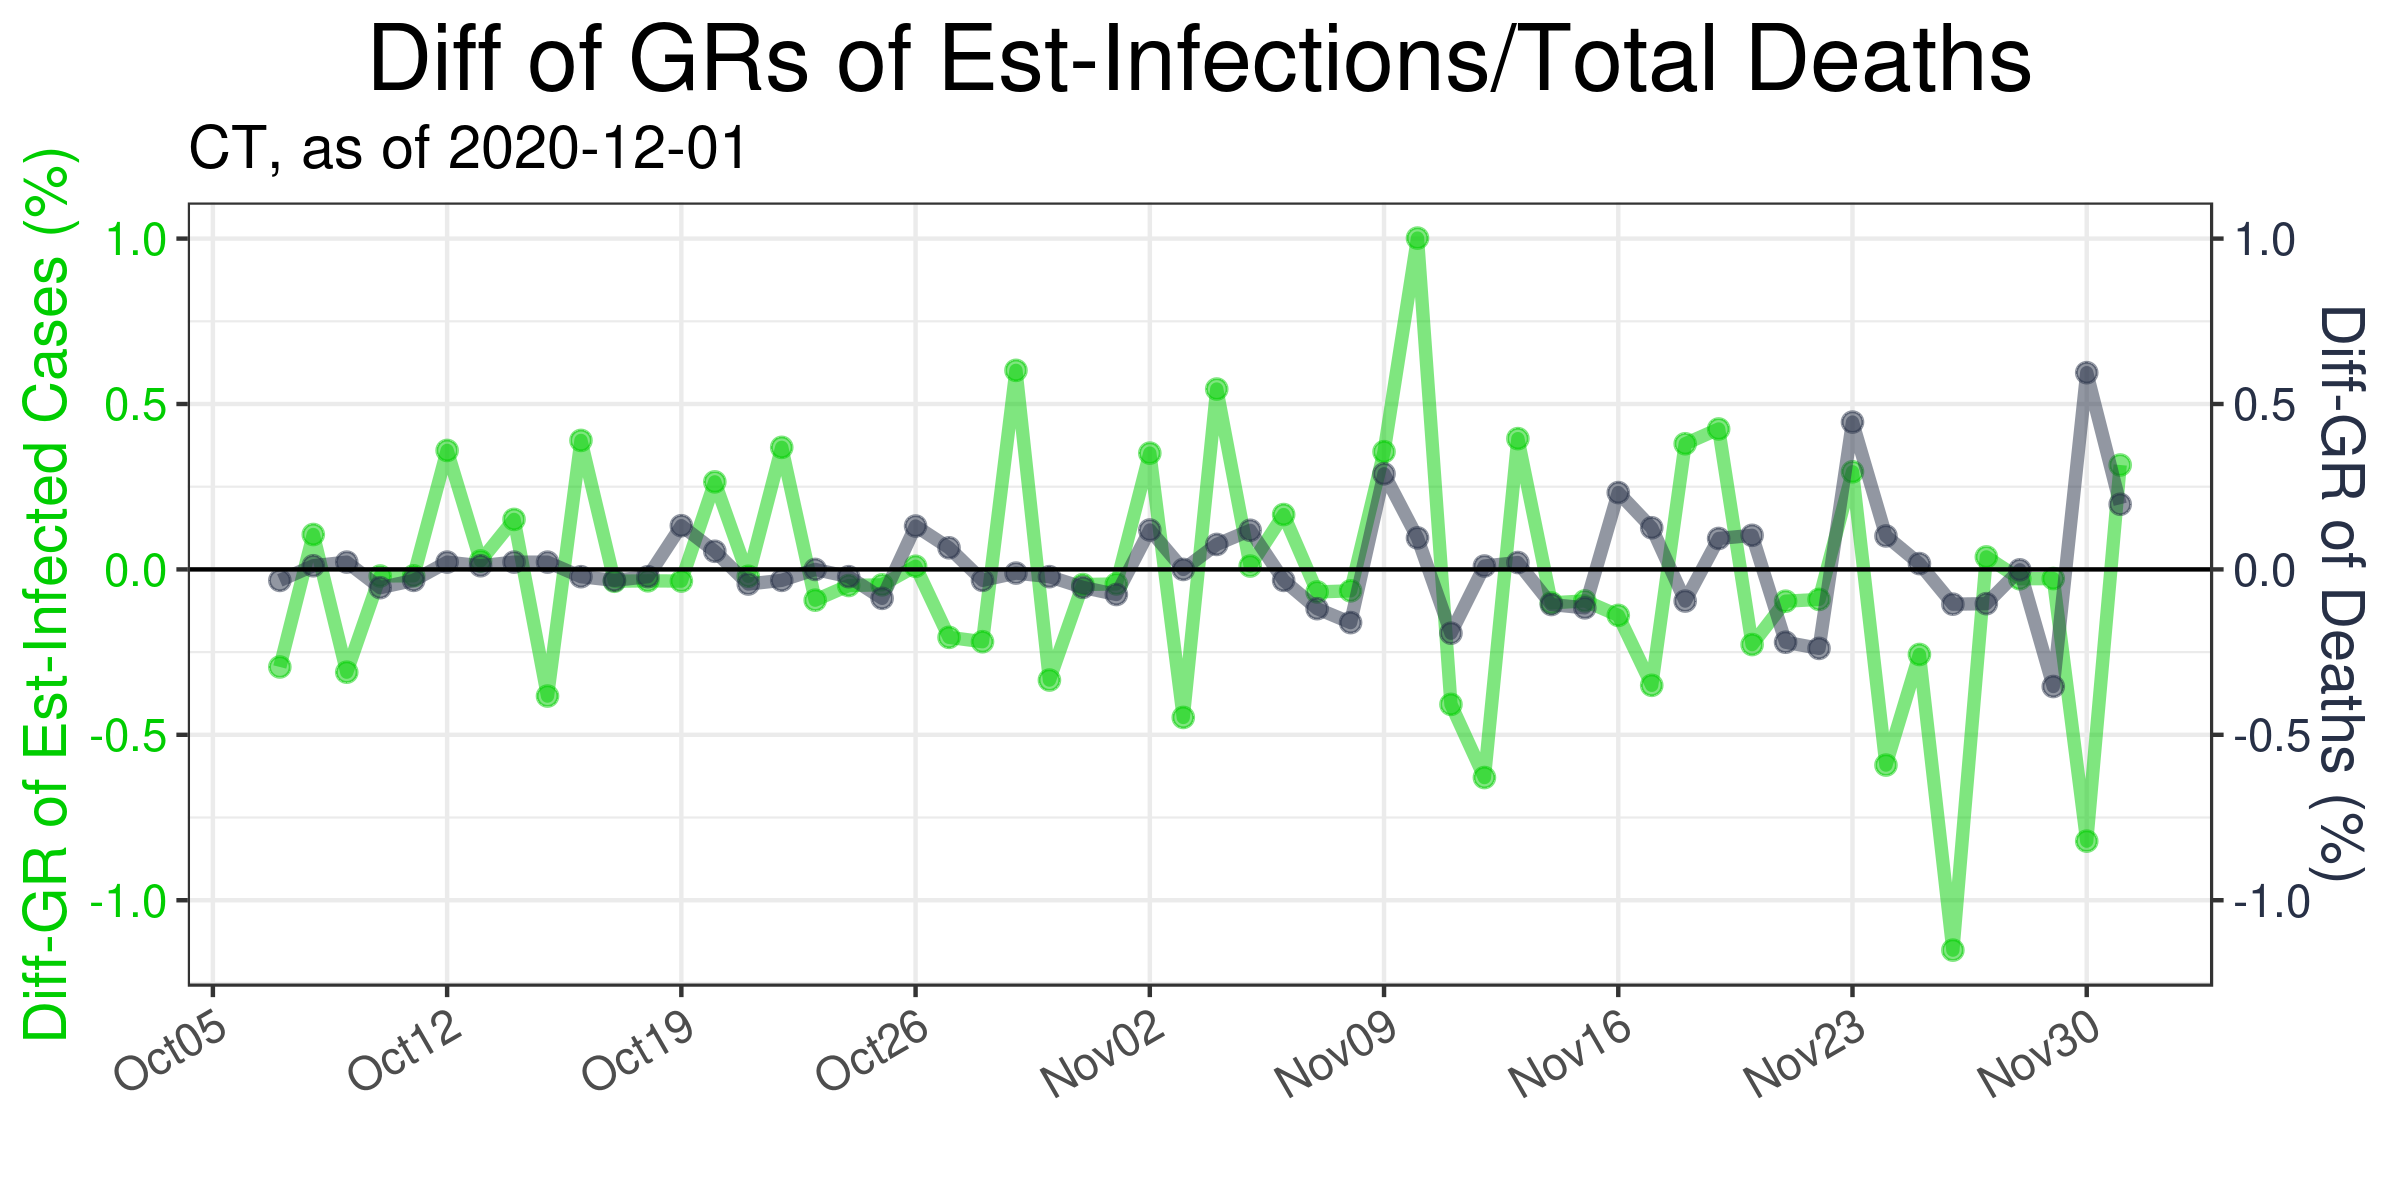 Diff of GRs of Est-Infections/Total Deaths
CT, as of 2020-12-01
Diff-GR of Est-Infected Cases (%)
1.0
0.5
0.0
-0.5
-1.0
1.0
0.5
0.0
-0.5
-1.0
Diff-GR of Deaths (%)
Oct05
Oct12
Oct19
Oct26
Nov02
Nov09
Nov16
Nov23
Nov30